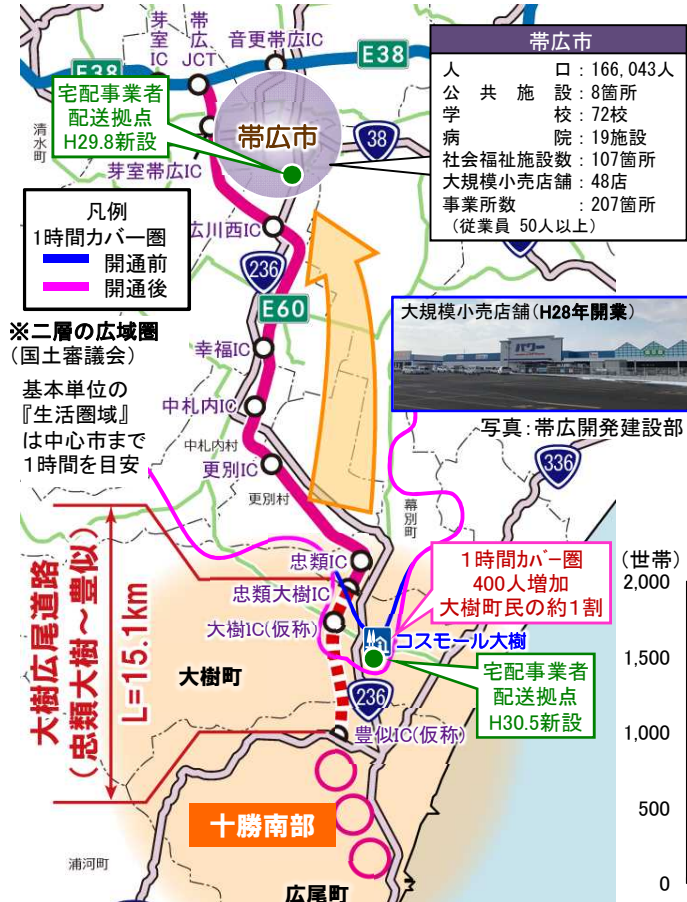 芽室IC
帯広JCT
音更帯広IC
E38
E38
宅配事業者
配送拠点
H29.8新設
清水町
芽室帯広IC
帯広市
38
帯広市
人口：166,043人
公共施設：8箇所
学校：72校
病院：19施設
社会福祉施設数：107箇所
大規模小売店舗：48店
事業所数：207箇所
（従業員 50人以上）
凡例
1時間カバー圏
開通前
開通後
広川西IC
236
E60
※二層の広域圏
（国土審議会）
基本単位の
『生活圏域』
は中心市まで
1時間を目安
幸福IC
中札内IC
中札内村
更別IC
更別村
大規模小売店舗(H28年開業)
パワー
写真：帯広開発建設部
336
幕別町
忠類IC
忠類大樹IC
大樹IC(仮称)
1時間カバー圏
400人増加
大樹町民の約1割
コスモール大樹
大樹町
宅配事業者
配送拠点
H30.5新設
236
豊似IC(仮称)
大樹広尾道路
（忠類大樹～豊似）
L=15.1km
十勝南部
浦河町
広尾町
（世帯）
2,000
1,500
1,000
500
0